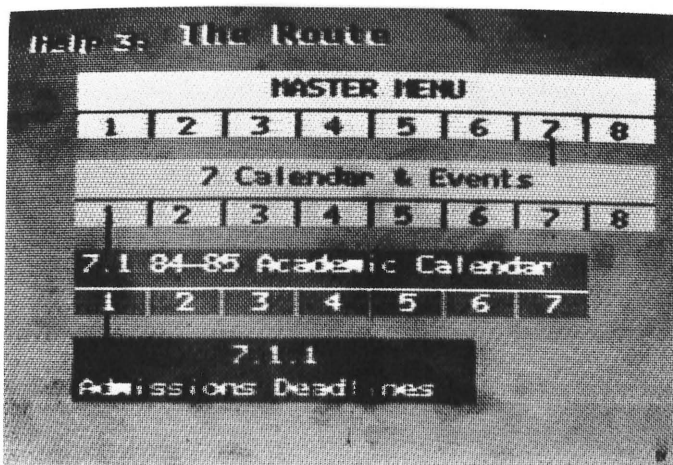 Help 3: The Route
MASTER MENU
1 2 3 4 5 6 7 8
7 Calendar & Events
1 2 3 4 5 6 7 8
7.1 84-85 Academic Calendar
1 2 3 4 5 6 7
7.1.1
Admissions Deadlines